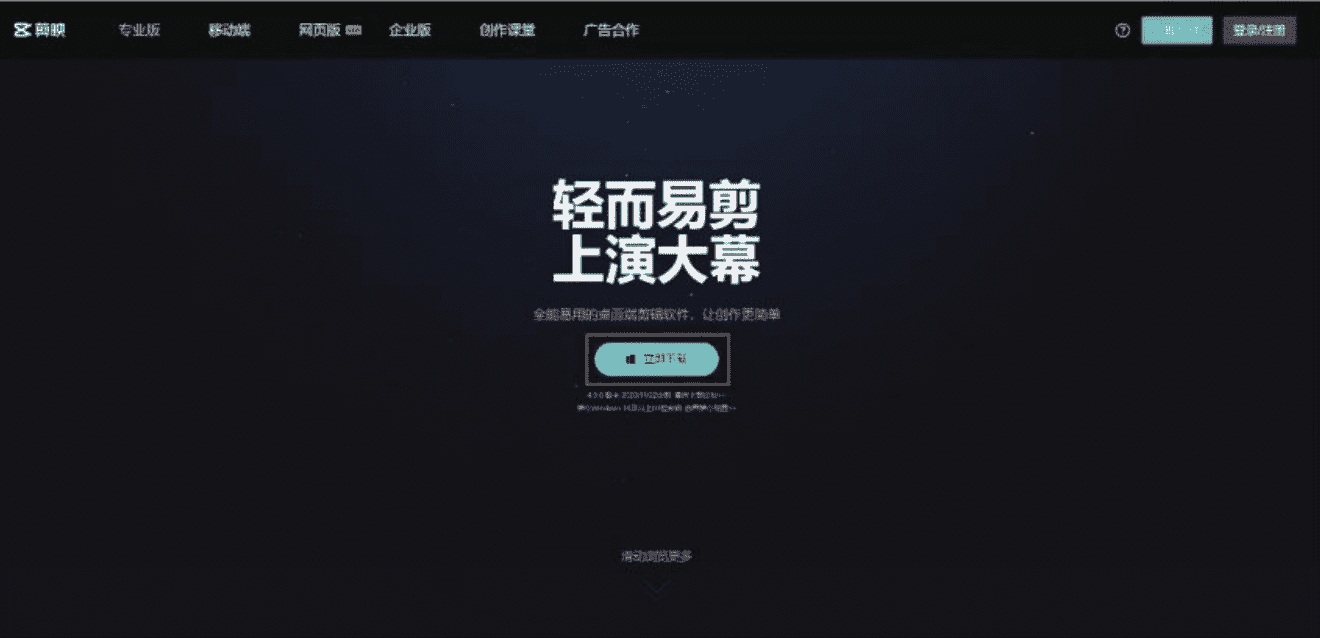 剪映 专业版 移动端 网页版 企业版 创作课堂 广告合作 登录/注册
轻而易剪
上演大幕
全能易用的桌面端剪辑软件，让创作更简单
立即下载
滑动浏览更多